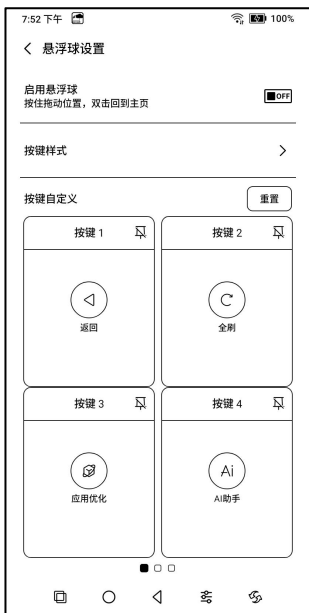 7:52 下午 100%
悬浮球设置
启用悬浮球
按住拖动位置，双击回到主页
OFF
按键样式
按键自定义 重置
按键 1 按键 2
返回 全刷
按键 3 按键 4
Ai
应用优化 AI助手